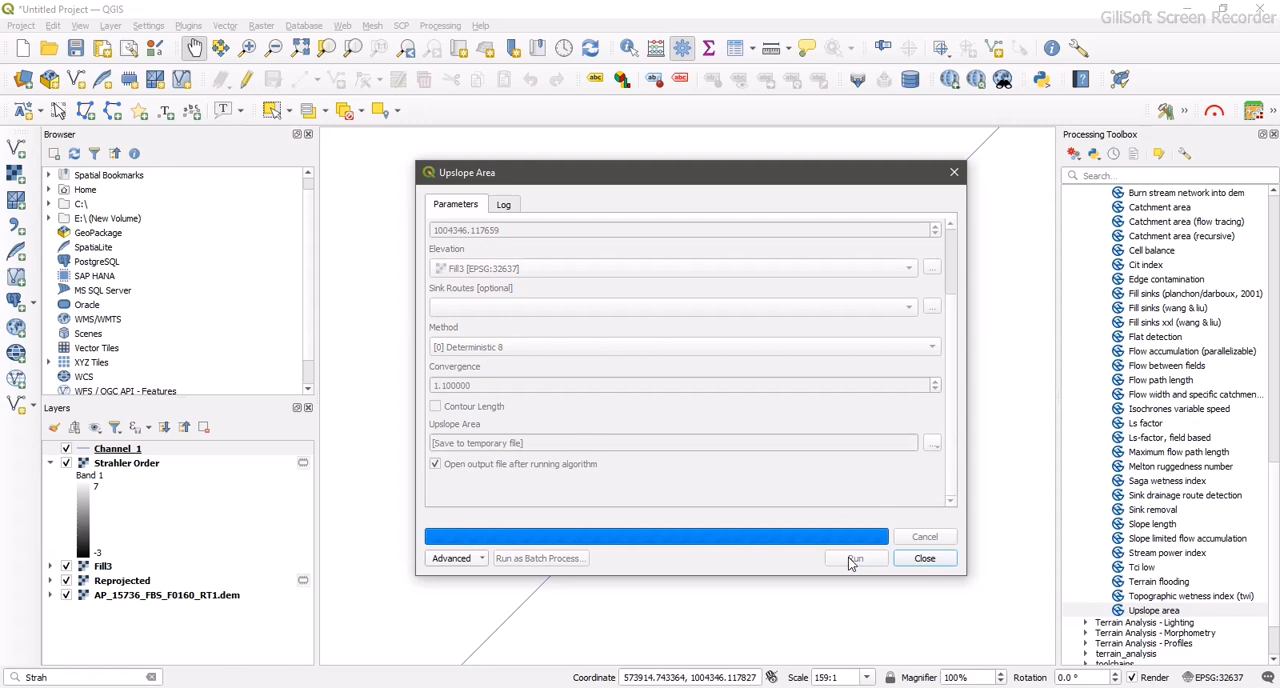 *Untitled Project — QGIS
GiliSoft Screen Recorder
Project Edit View Layer Settings Plugins Vector Raster Database Web Mesh SCP Processing Help
Browser
Spatial Bookmarks
Home
C:\
E:\ (New Volume)
GeoPackage
SpatiaLite
PostgreSQL
SAP HANA
MS SQL Server
Oracle
WMS/WMTS
Scenes
Vector Tiles
XYZ Tiles
WCS
WFS / OGC API - Features
Layers
Channel_1
Strahler Order
Band 1
7
-3
Fill3
Reprojected
AP_15736_FBS_F0160_RT1.dem
Upslope Area
Parameters Log
1004346.117659
Elevation
Fill3 [EPSG:32637]
...
Sink Routes [optional]
...
Method
[0] Deterministic 8
Convergence
1.100000
Contour Length
Upslope Area
[Save to temporary file]
...
Open output file after running algorithm
Cancel
Advanced Run as Batch Process... Run Close
Processing Toolbox
Search...
Burn stream network into dem
Catchment area
Catchment area (flow tracing)
Catchment area (recursive)
Cell balance
Cit index
Edge contamination
Fill sinks (planchon/darboux, 2001)
Fill sinks (wang & liu)
Fill sinks xxl (wang & liu)
Flat detection
Flow accumulation (parallelizable)
Flow between fields
Flow path length
Flow width and specific catchmen...
Isochrones variable speed
Ls factor
Ls-factor, field based
Maximum flow path length
Melton ruggedness number
Saga wetness index
Sink drainage route detection
Sink removal
Slope length
Slope limited flow accumulation
Stream power index
Tci low
Terrain flooding
Topographic wetness index (twi)
Upslope area
Terrain Analysis - Lighting
Terrain Analysis - Morphometry
Terrain Analysis - Profiles
terrain_analysis
toolchains
Strah
Coordinate 573914.743364, 1004346.117827 Scale 159:1 Magnifier 100% Rotation 0.0 ° Render EPSG:32637